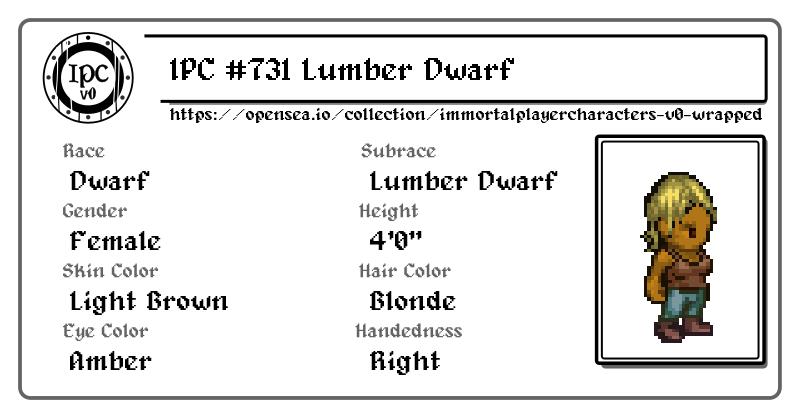 IPC
v0
IPC #731 Lumber Dwarf
https://opensea.io/collection/immortalplayercharacters-v0-wrapped
Race
Subrace
Dwarf
Lumber Dwarf
Gender
Height
Female
4'0"
Skin Color
Hair Color
Light Brown
Blonde
Eye Color
Handedness
Amber
Right